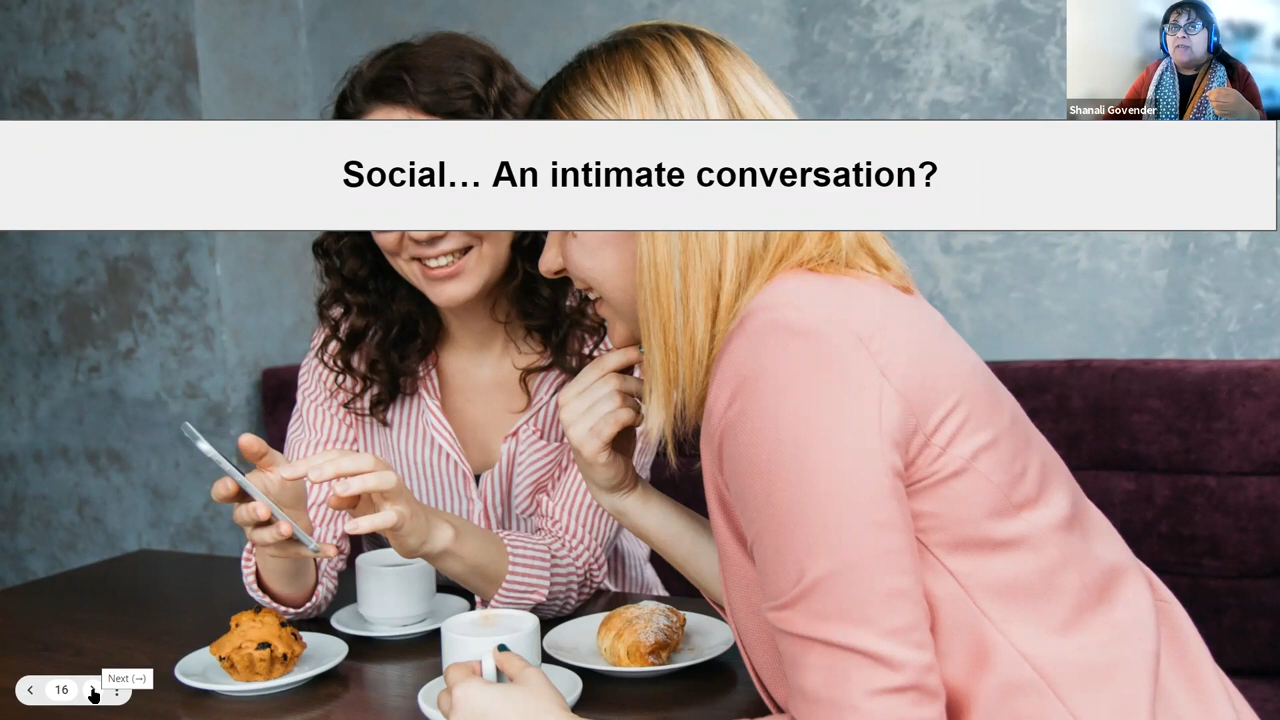 Shanali Govender
Social... An intimate conversation?
16
Next (→)